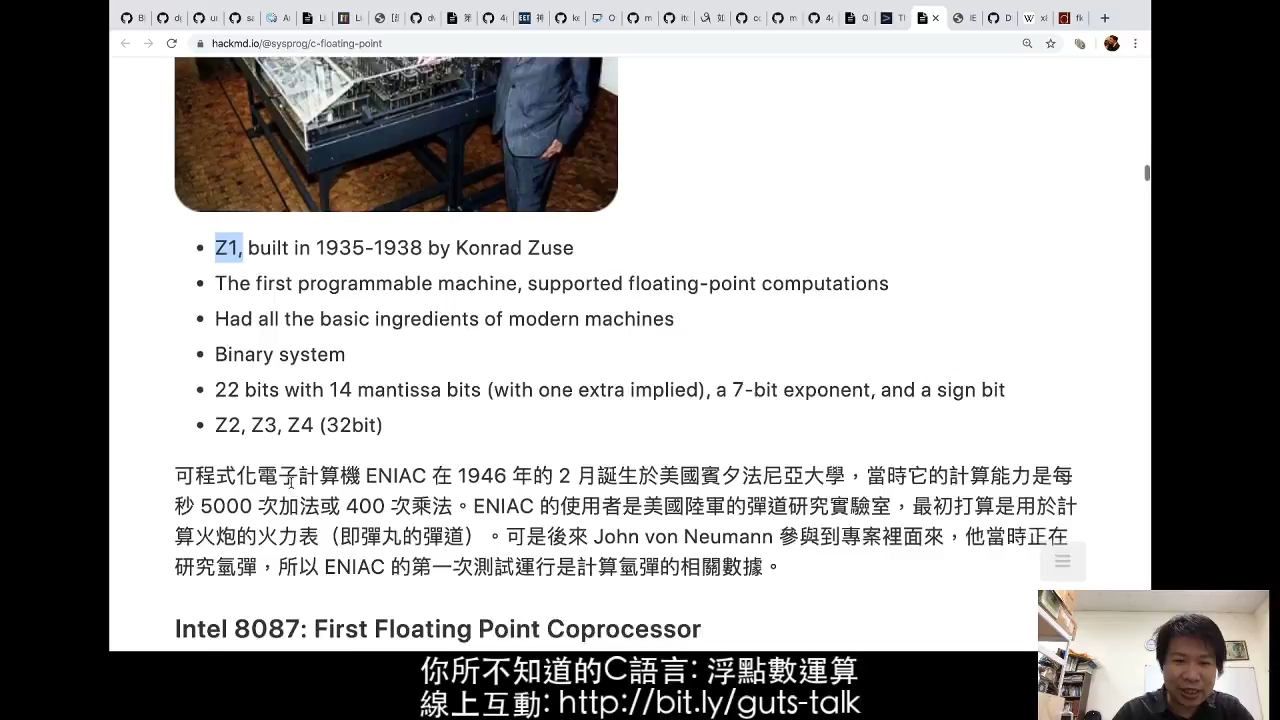 hackmd.io/@sysprog/c-floating-point
Z1, built in 1935-1938 by Konrad Zuse
The first programmable machine, supported floating-point computations
Had all the basic ingredients of modern machines
Binary system
22 bits with 14 mantissa bits (with one extra implied), a 7-bit exponent, and a sign bit
Z2, Z3, Z4 (32bit)
可程式化電子計算機 ENIAC 在 1946 年的 2 月誕生於美國賓夕法尼亞大學，當時它的計算能力是每
秒 5000 次加法或 400 次乘法。ENIAC 的使用者是美國陸軍的彈道研究實驗室，最初打算是用於計
算火炮的火力表（即彈丸的彈道）。可是後來 John von Neumann 參與到專案裡面來，他當時正在
研究氫彈，所以 ENIAC 的第一次測試運行是計算氫彈的相關數據。
Intel 8087: First Floating Point Coprocessor
你所不知道的C語言: 浮點數運算
線上互動: http://bit.ly/guts-talk